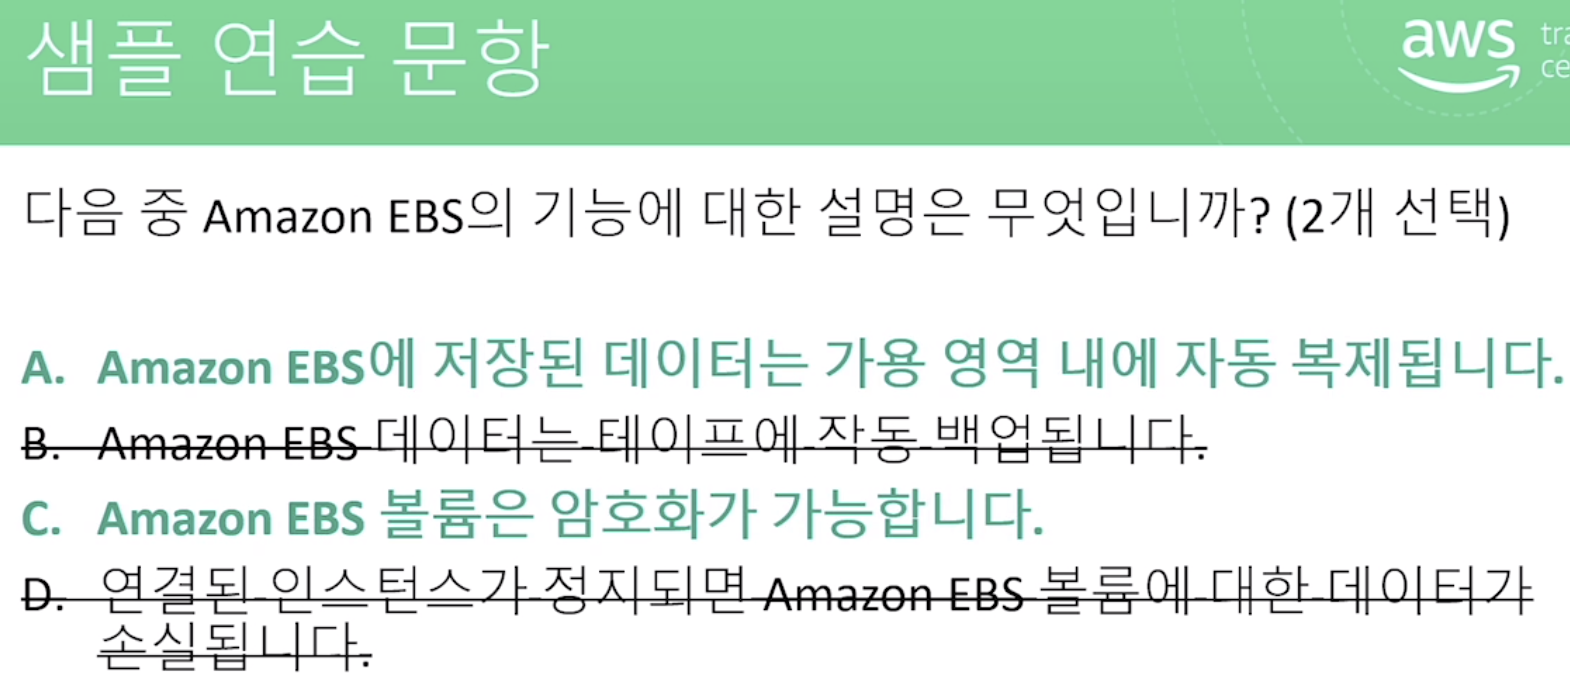 샘플 연습 문항
aws
다음 중 Amazon EBS의 기능에 대한 설명은 무엇입니까? (2개 선택)
A. Amazon EBS에 저장된 데이터는 가용 영역 내에 자동 복제됩니다.
B. Amazon EBS 데이터는 테이프에 자동 백업됩니다.
C. Amazon EBS 볼륨은 암호화가 가능합니다.
D. 연결된 인스턴스가 정지되면 Amazon EBS 볼륨에 대한 데이터가
손실됩니다.